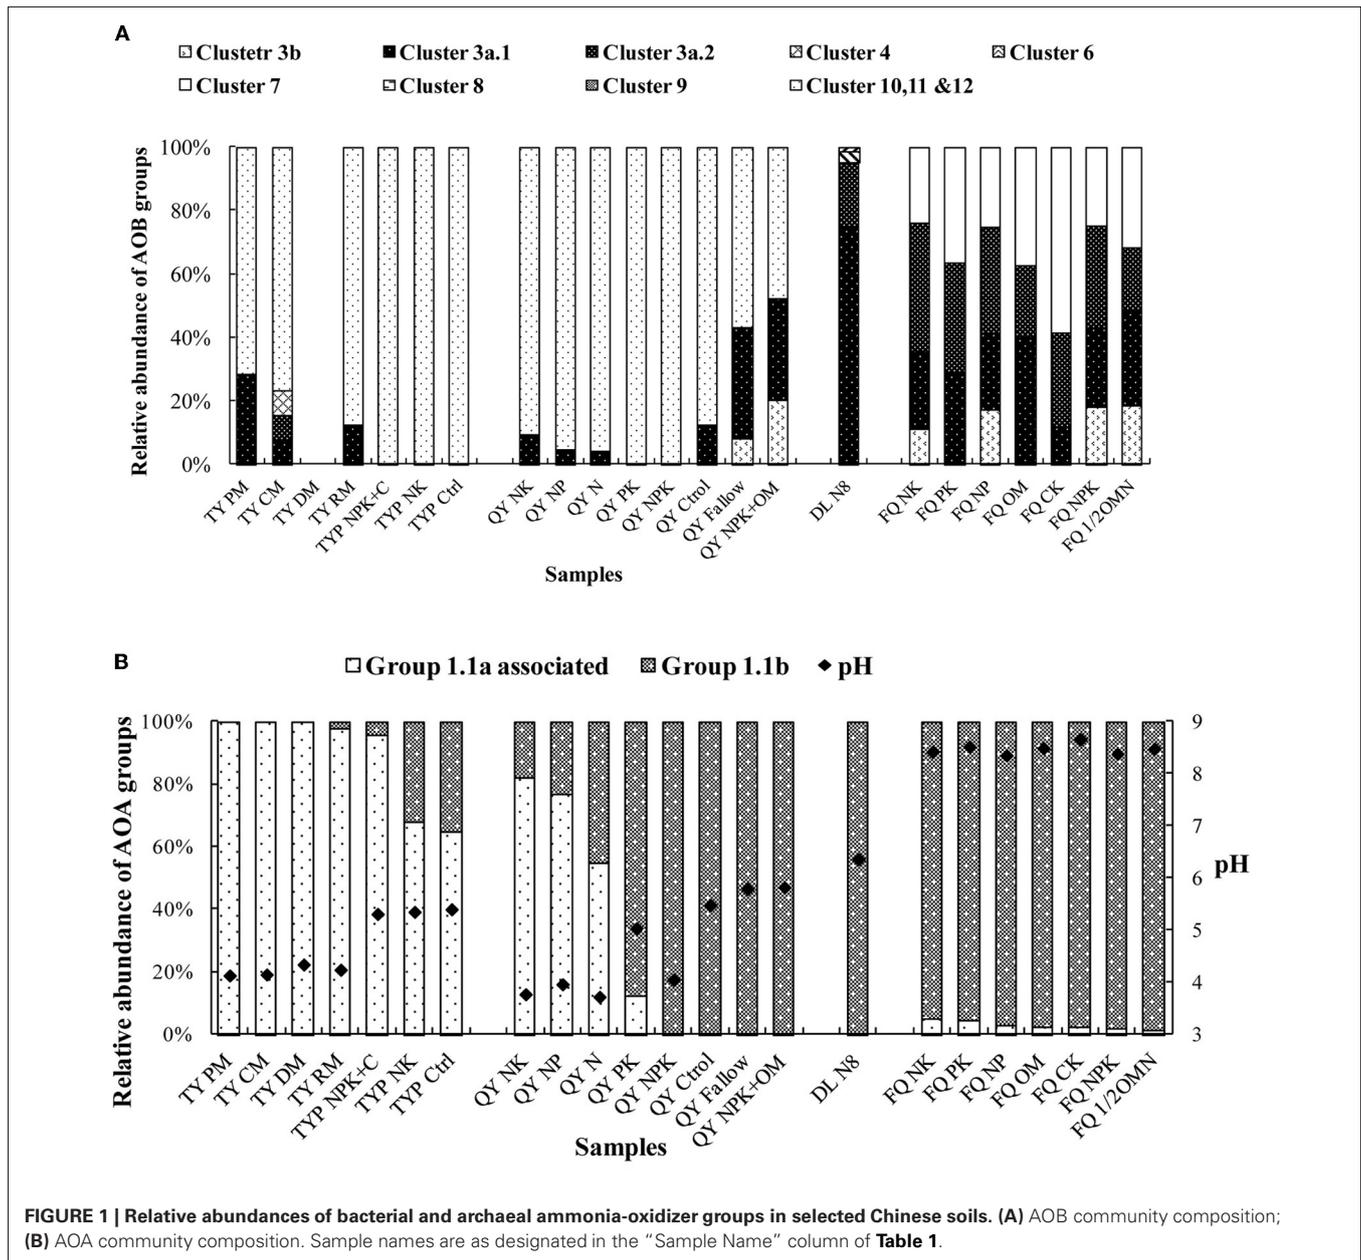 A
Clustetr 3b Cluster 3a.1 Cluster 3a.2 Cluster 4 Cluster 6
Cluster 7 Cluster 8 Cluster 9 Cluster 10,11 &12
Relative abundance of AOB groups
100%
80%
60%
40%
20%
0%
TY PM TY CM TY DM TY RM TYP NPK+C TYP NK TYP Ctrl QY NK QY NP QY N QY PK QY NPK QY Ctrol QY Fallow QY NPK+OM DL N8 FQ NK FQ PK FQ NP FQ OM FQ CK FQ NPK FQ 1/2OMN
Samples
B
Group 1.1a associated Group 1.1b pH
Relative abundance of AOA groups
100%
80%
60%
40%
20%
0%
9
8
7
6
5
4
3
pH
TY PM TY CM TY DM TY RM TYP NPK+C TYP NK TYP Ctrl QY NK QY NP QY N QY PK QY NPK QY Ctrol QY Fallow QY NPK+OM DL N8 FQ NK FQ PK FQ NP FQ OM FQ CK FQ NPK FQ 1/2OMN
Samples
FIGURE 1 | Relative abundances of bacterial and archaeal ammonia-oxidizer groups in selected Chinese soils. (A) AOB community composition;
(B) AOA community composition. Sample names are as designated in the “Sample Name” column of Table 1.